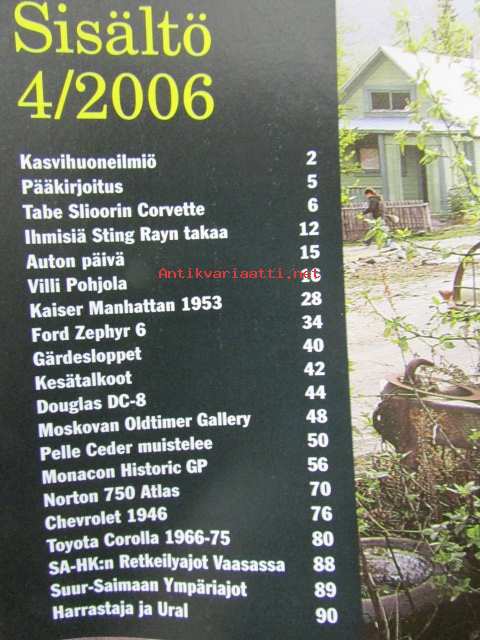 Sisältö
4/2006
Kasvihuoneilmiö 2
Pääkirjoitus 5
Tabe Slioorin Corvette 6
Ihmisiä Sting Rayn takaa 12
Auton päivä 15
Villi Pohjola
Antikvariaatti.net
Kaiser Manhattan 1953 28
Ford Zephyr 6 34
Gärdesloppet 40
Kesätalkoot 42
Douglas DC-8 44
Moskovan Oldtimer Gallery 48
Pelle Ceder muistelee 50
Monacon Historic GP 56
Norton 750 Atlas 70
Chevrolet 1946 76
Toyota Corolla 1966-75 80
SA-HK:n Retkeilyajot Vaasassa 88
Suur-Saimaan Ympäriajot 89
Harrastaja ja Ural 90